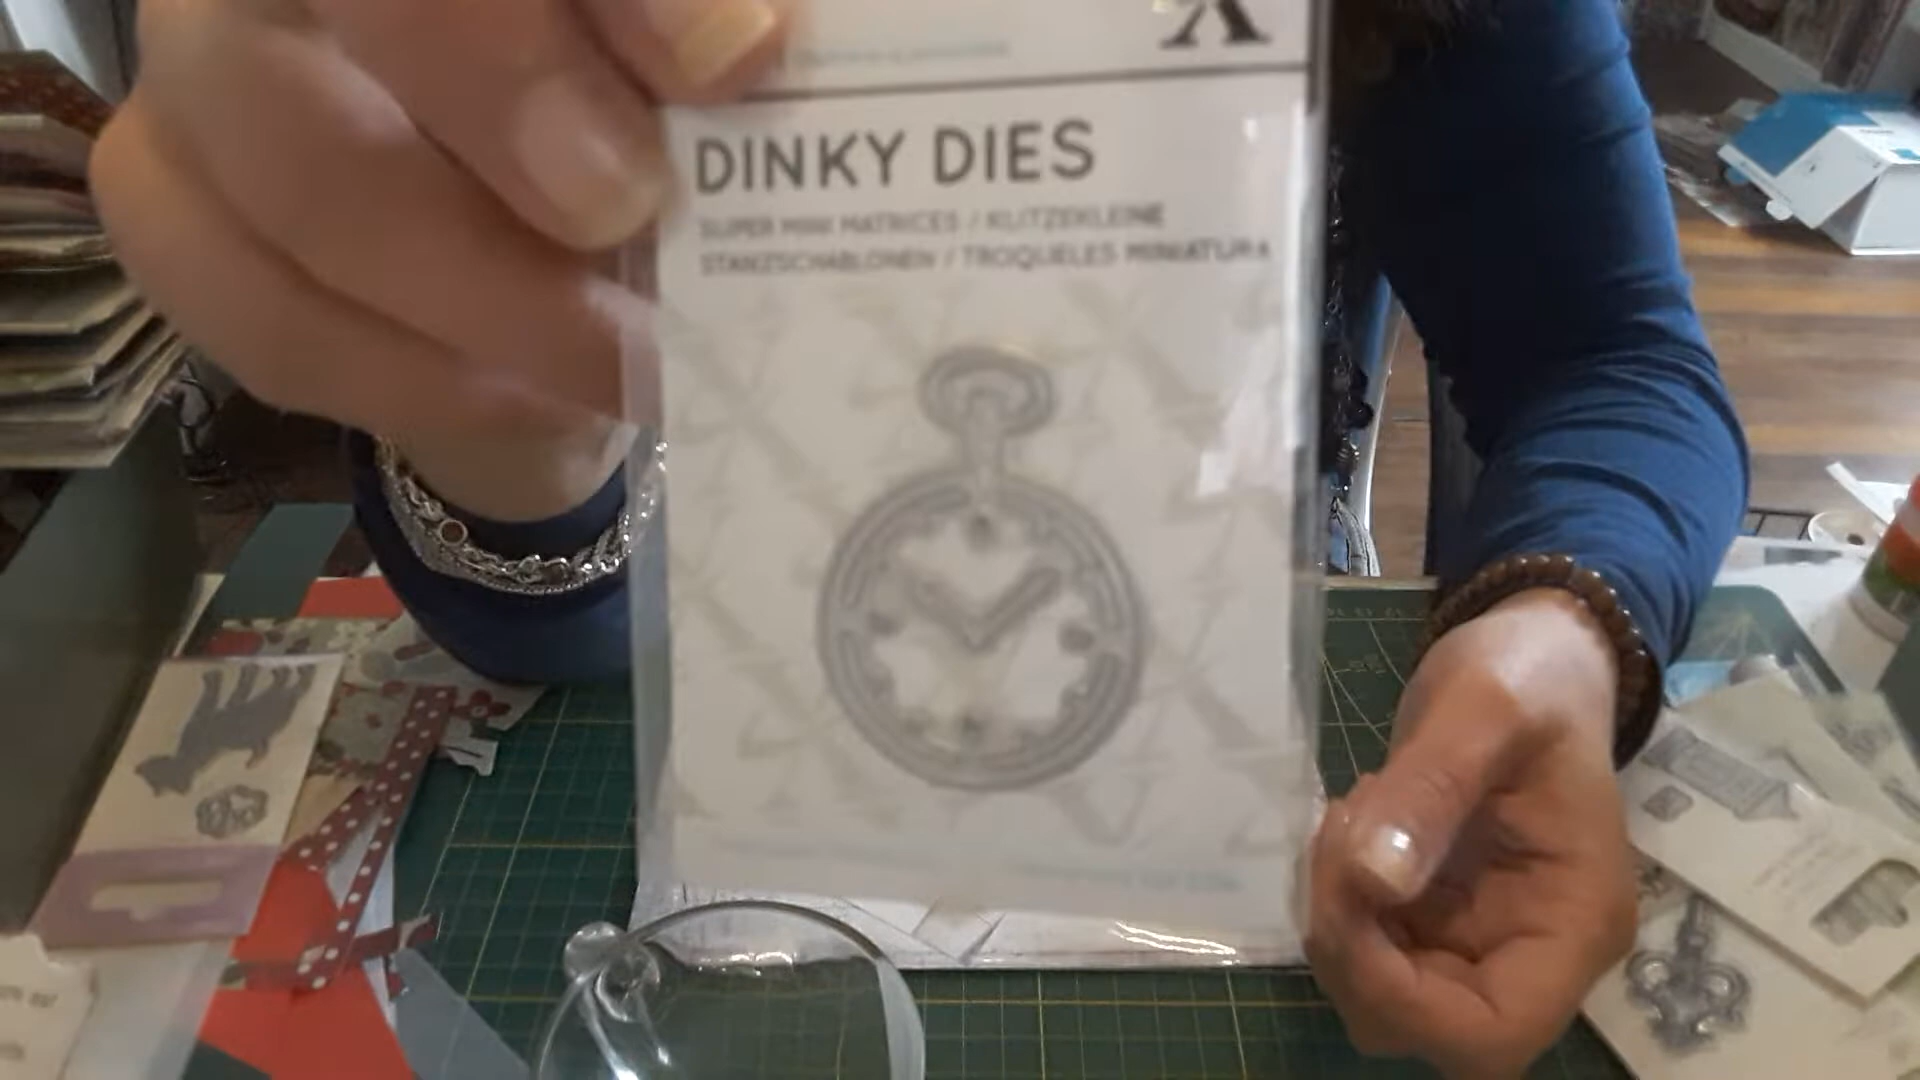 DINKY DIES
SUPER MINI MATRICES / KLITZEKLEINE
STANZSCHABLONEN / TROQUELES MINIATURA